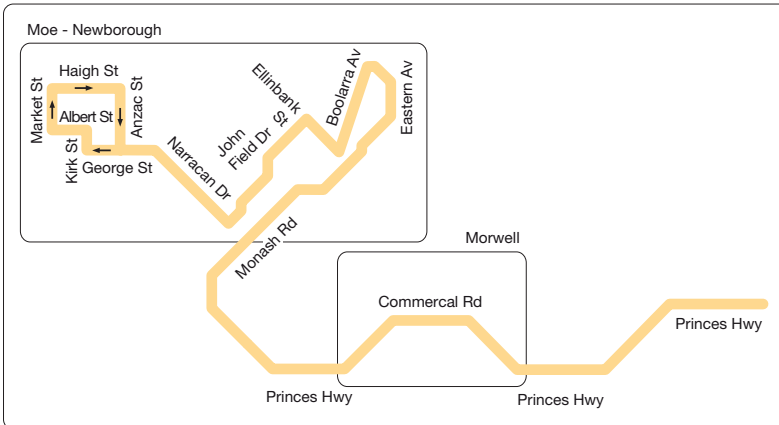 Moe - Newborough
Haigh St
Market St
Albert St
Anzac St
Kirk St
George St
Narracan Dr
John
Field Dr
Ellinbank
St
Boolarra Av
Eastern Av
Monash Rd
Morwell
Commercal Rd
Princes Hwy
Princes Hwy
Princes Hwy